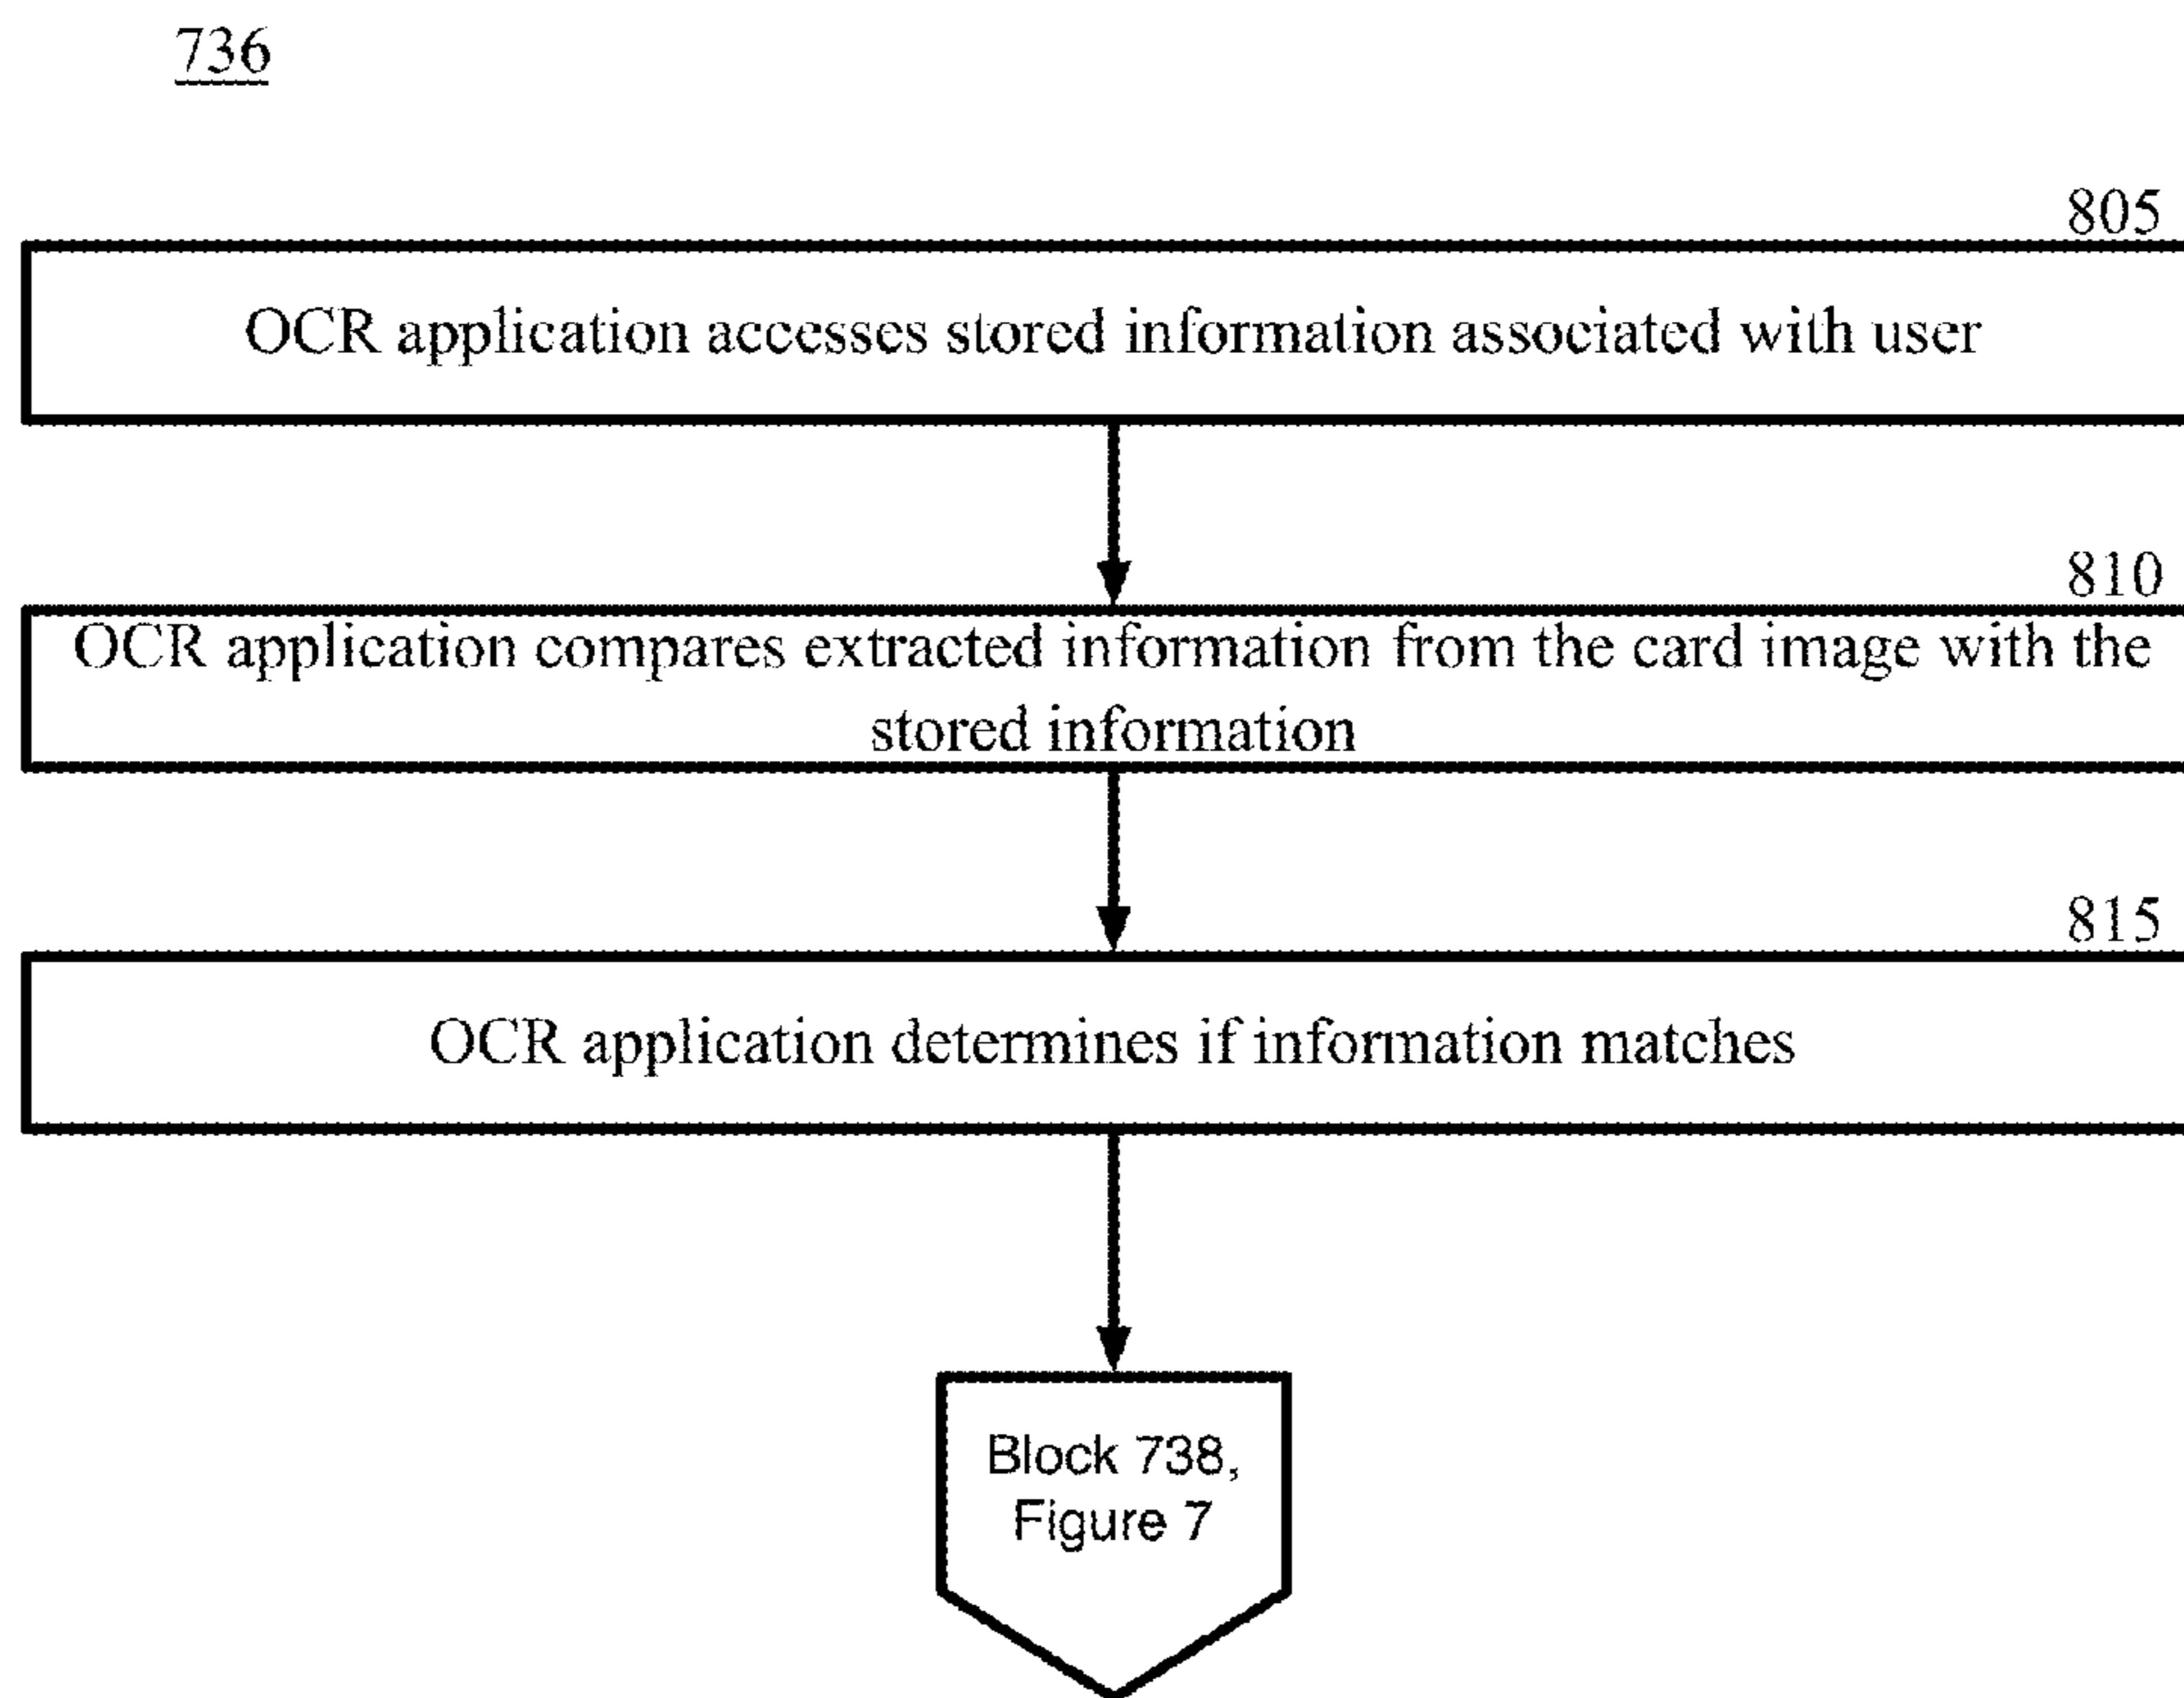 736
805
OCR application accesses stored information associated with user
810
OCR application compares extracted information from the card image with the
stored information
815
OCR application determines if information matches
Block 738,
Figure 7